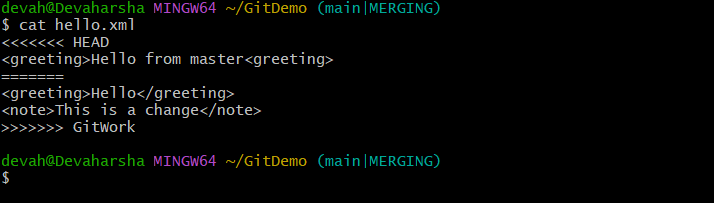 devah@Devaharsha MINGW64 ~/GitDemo (main|MERGING)
$ cat hello.xml
<<<<<<< HEAD
<greeting>Hello from master<greeting>
=======
<greeting>Hello</greeting>
<note>This is a change</note>
>>>>>>> GitWork
devah@Devaharsha MINGW64 ~/GitDemo (main|MERGING)
$